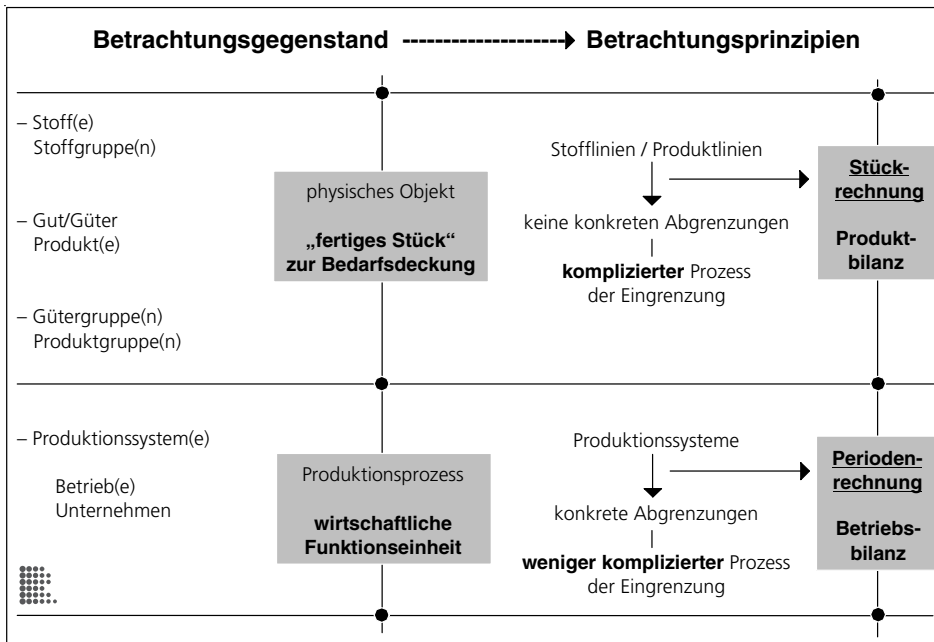 Betrachtungsgegenstand
Betrachtungsprinzipien
– Stoff(e)
Stoffgruppe(n)
– Gut/Güter
Produkt(e)
– Gütergruppe(n)
Produktgruppe(n)
physisches Objekt
„fertiges Stück“
zur Bedarfsdeckung
Stofflinien / Produktlinien
keine konkreten Abgrenzungen
komplizierter Prozess
der Eingrenzung
Stück-
rechnung
Produkt-
bilanz
– Produktionssystem(e)
Betrieb(e)
Unternehmen
Produktionsprozess
wirtschaftliche
Funktionseinheit
Produktionssysteme
konkrete Abgrenzungen
weniger komplizierter Prozess
der Eingrenzung
Perioden-
rechnung
Betriebs-
bilanz